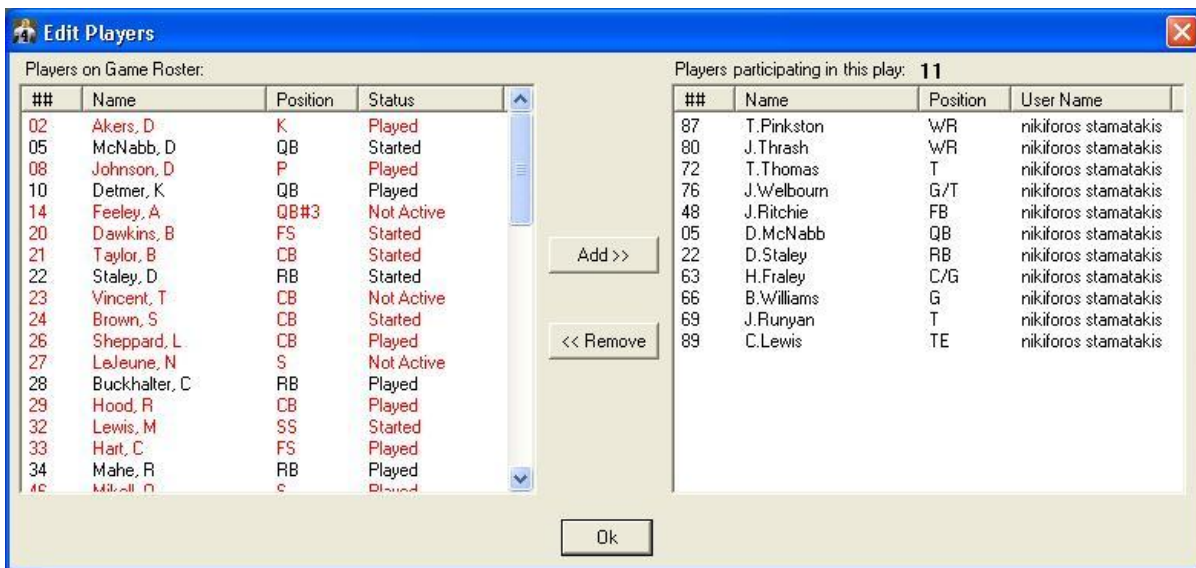 Edit Players
Players on Game Roster:
## Name Position Status
02 Akers, D K Played
05 McNabb, D QB Started
08 Johnson, D P Played
10 Detmer, K QB Played
14 Feeley, A QB#3 Not Active
20 Dawkins, B FS Started
21 Taylor, B CB Started
22 Staley, D RB Started
23 Vincent, T CB Not Active
24 Brown, S CB Started
26 Sheppard, L CB Played
27 LeJeune, N S Not Active
28 Buckhalter, C RB Played
29 Hood, R CB Played
32 Lewis, M SS Started
33 Hart, C FS Played
34 Mahe, R RB Played
46 Mikell, Q S Played
Add >>
<< Remove
Players participating in this play: 11
## Name Position User Name
87 T.Pinkston WR nikiforos stamatakis
80 J.Thrash WR nikiforos stamatakis
72 T.Thomas T nikiforos stamatakis
76 J.Welbourn G/T nikiforos stamatakis
48 J.Ritchie FB nikiforos stamatakis
05 D.McNabb QB nikiforos stamatakis
22 D.Staley RB nikiforos stamatakis
63 H.Fraley C/G nikiforos stamatakis
66 B.Williams G nikiforos stamatakis
69 J.Runyan T nikiforos stamatakis
89 C.Lewis TE nikiforos stamatakis
Ok